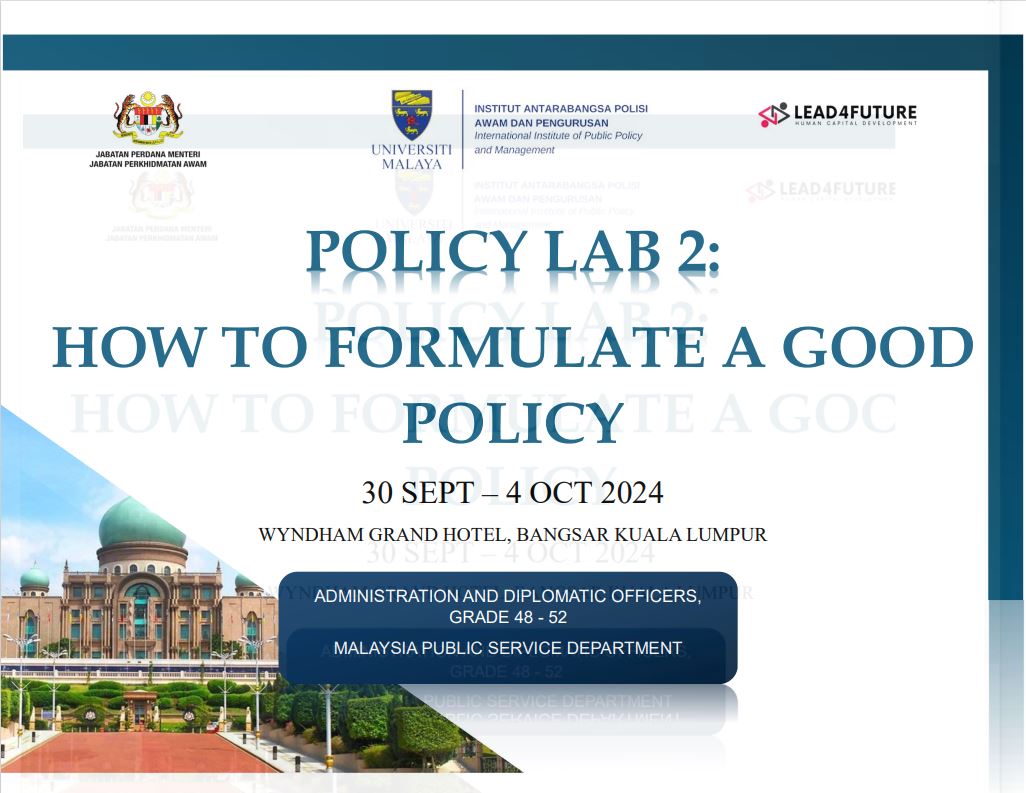 JABATAN PERDANA MENTERI
JABATAN PERKHIDMATAN AWAM
UNIVERSITI
MALAYA
INSTITUT ANTARABANGSA POLISI
AWAM DAN PENGURUSAN
International Institute of Public Policy
and Management
LEAD4FUTURE
HUMAN CAPITAL DEVELOPMENT
POLICY LAB 2:
HOW TO FORMULATE A GOOD
POLICY
30 SEPT – 4 OCT 2024
WYNDHAM GRAND HOTEL, BANGSAR KUALA LUMPUR
ADMINISTRATION AND DIPLOMATIC OFFICERS,
GRADE 48 - 52
MALAYSIA PUBLIC SERVICE DEPARTMENT